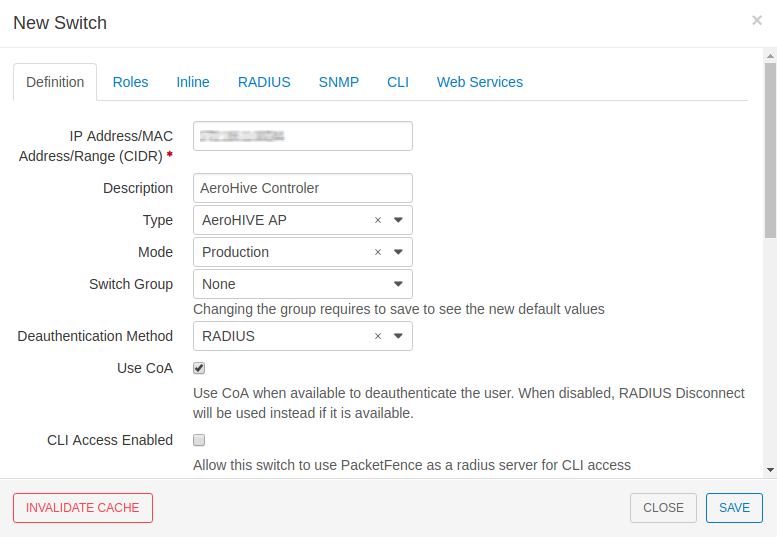 New Switch ×
Definition Roles Inline RADIUS SNMP CLI Web Services
IP Address/MAC
Address/Range (CIDR) *
Description AeroHive Controler
Type AeroHIVE AP ×
Mode Production ×
Switch Group None
Changing the group requires to save to see the new default values
Deauthentication Method RADIUS ×
Use CoA
Use CoA when available to deauthenticate the user. When disabled, RADIUS Disconnect
will be used instead if it is available.
CLI Access Enabled
Allow this switch to use PacketFence as a radius server for CLI access
INVALIDATE CACHE CLOSE SAVE